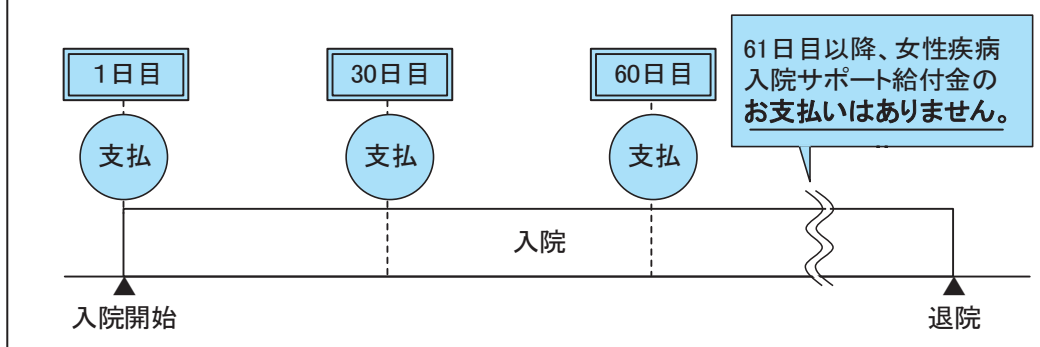 1日目
30日目
60日目
61日目以降、女性疾病
入院サポート給付金の
お支払いはありません。
支払
支払
支払
入院
入院開始
退院